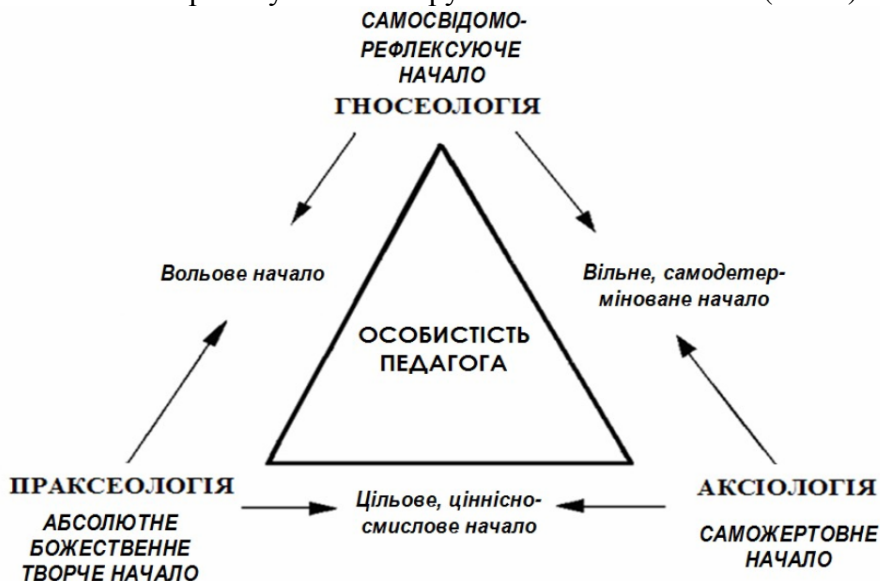 САМОСВІДОМО-
РЕФЛЕКСУЮЧЕ
НАЧАЛО
ГНОСЕОЛОГІЯ
Вольове начало
Вільне, самодетер-
міноване начало
ОСОБИСТІСТЬ
ПЕДАГОГА
ПРАКСЕОЛОГІЯ
АБСОЛЮТНЕ
БОЖЕСТВЕННЕ
ТВОРЧЕ НАЧАЛО
Цільове, ціннісно-
смислове начало
АКСІОЛОГІЯ
САМОЖЕРТОВНЕ
НАЧАЛО